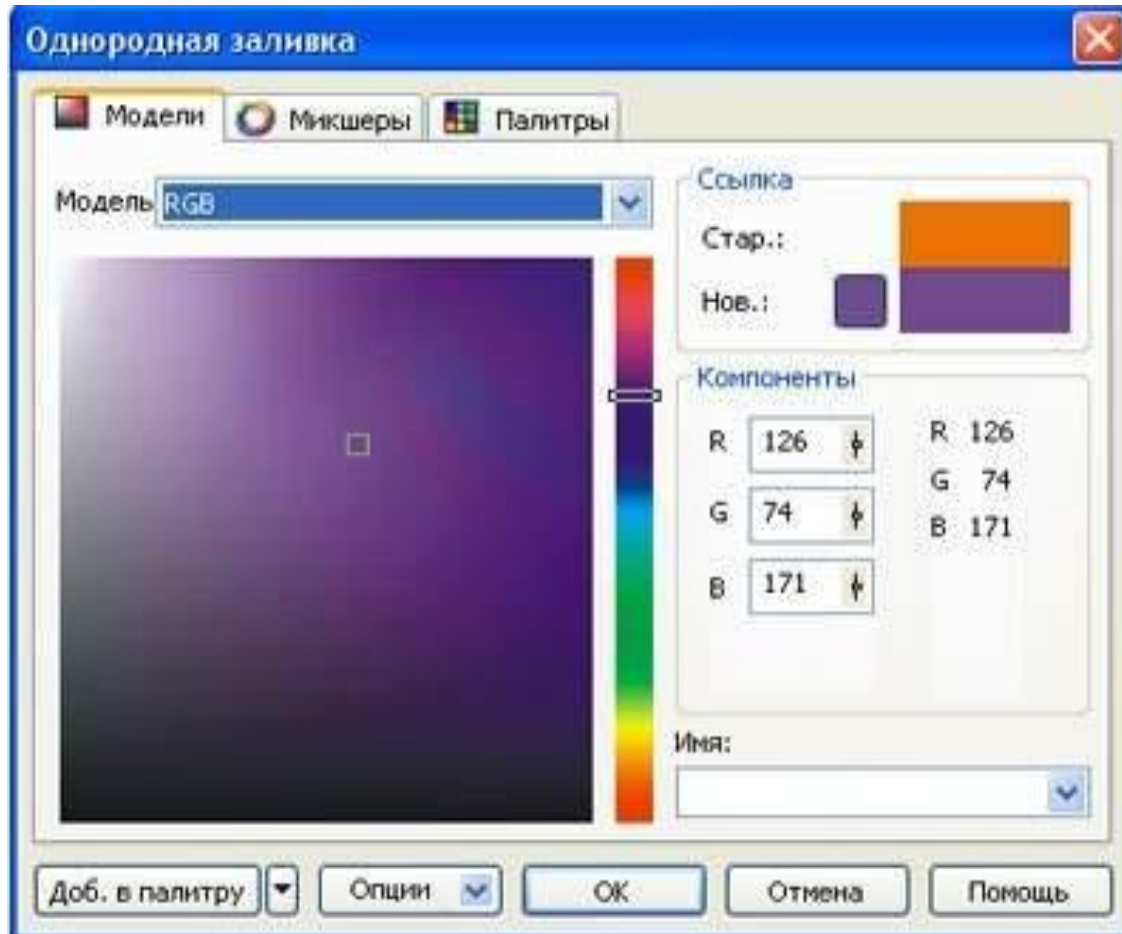 Однородная заливка
Модели Микшеры Палитры
Модель RGB
Ссылка
Стар.:
Нов.:
Компоненты
R 126 R 126
G 74 G 74
B 171 B 171
Имя:
Доб. в палитру Опции OK Отмена Помощь